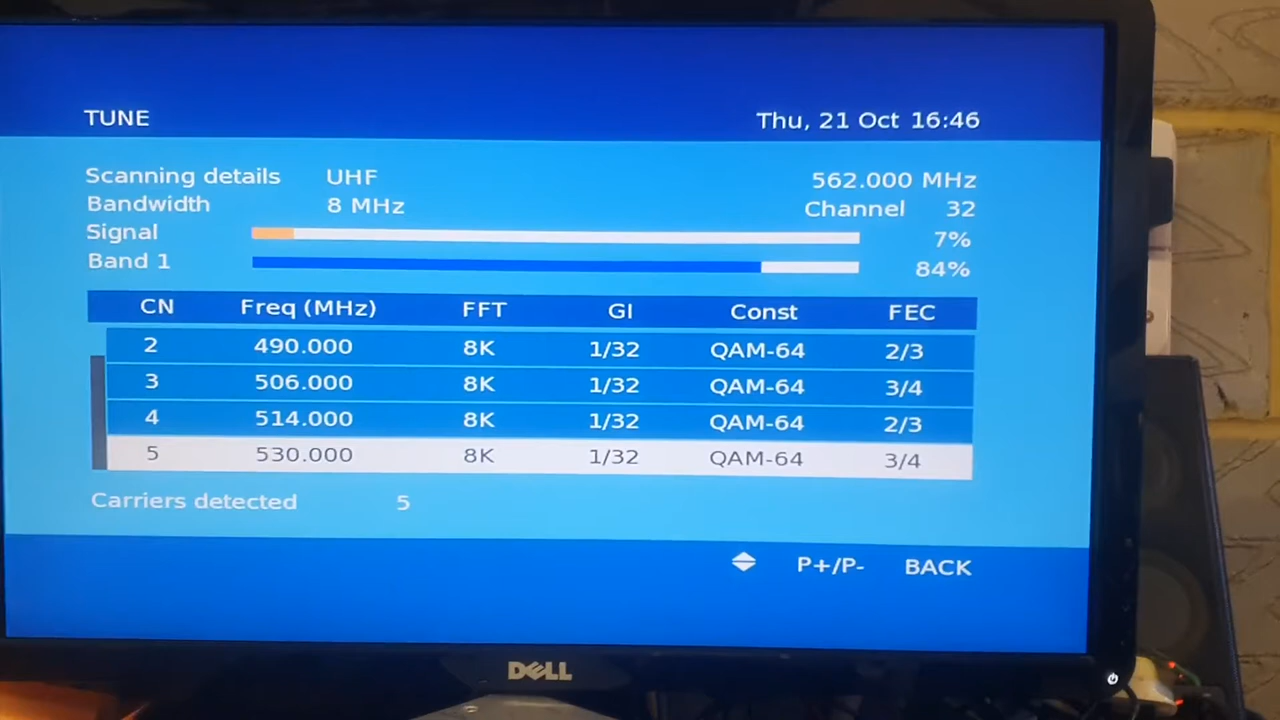 TUNE Thu, 21 Oct 16:46
Scanning details UHF 562.000 MHz
Bandwidth 8 MHz Channel 32
Signal 7%
Band 1 84%
CN Freq (MHz) FFT GI Const FEC
2 490.000 8K 1/32 QAM-64 2/3
3 506.000 8K 1/32 QAM-64 3/4
4 514.000 8K 1/32 QAM-64 2/3
5 530.000 8K 1/32 QAM-64 3/4
Carriers detected 5
P+/P- BACK
DELL